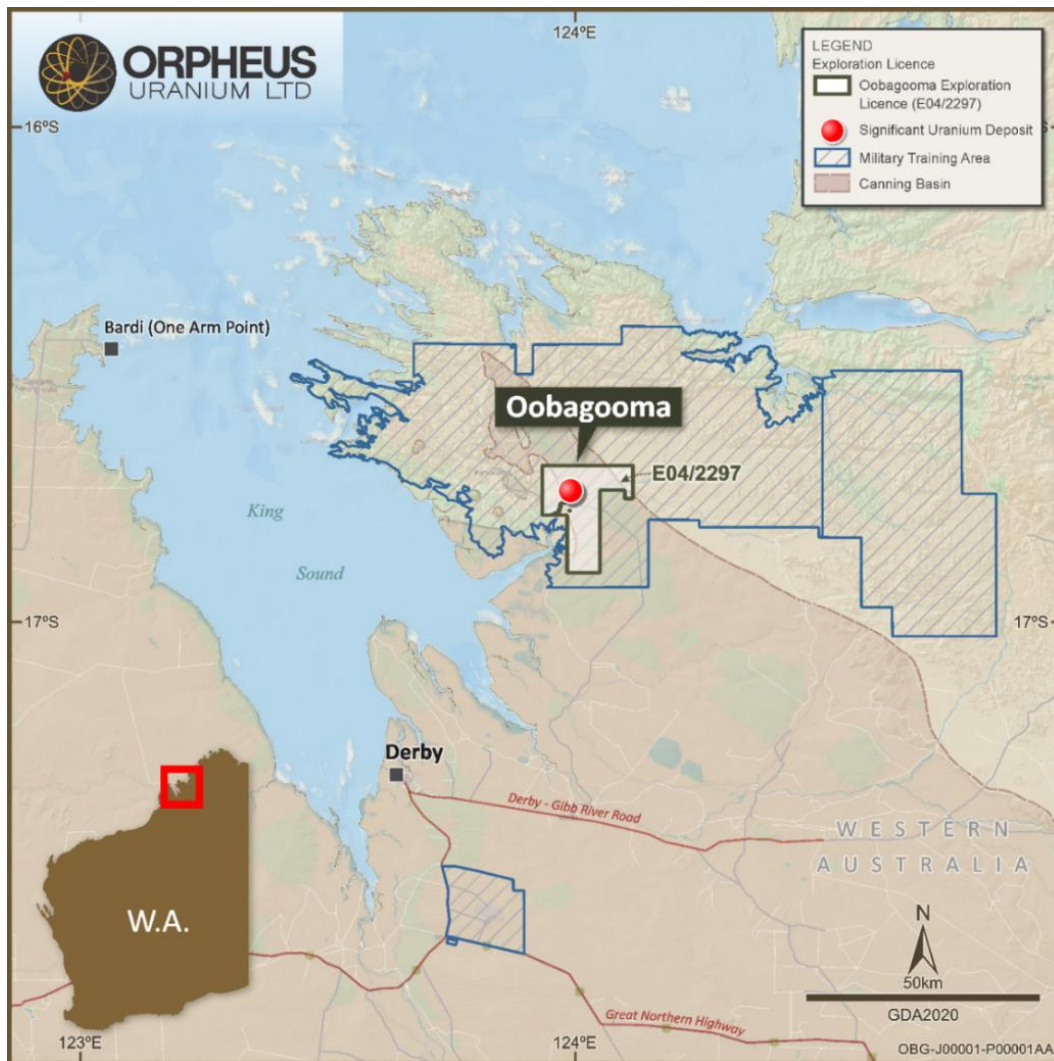 ORPHEUS
URANIUM LTD
124°E
LEGEND
Exploration Licence
Oobagooma Exploration
Licence (E04/2297)
Significant Uranium Deposit
Military Training Area
Canning Basin
16°S
S
Bardi (One Arm Point)
Oobagooma
E04/2297
King
Sound
17°S
17°S
Derby
Derby - Gibb River Road
WESTERN
AUSTRALIA
W.A.
N
50km
GDA2020
Great Northern Highway
123°E
124°E
OBG-J00001-P00001AA